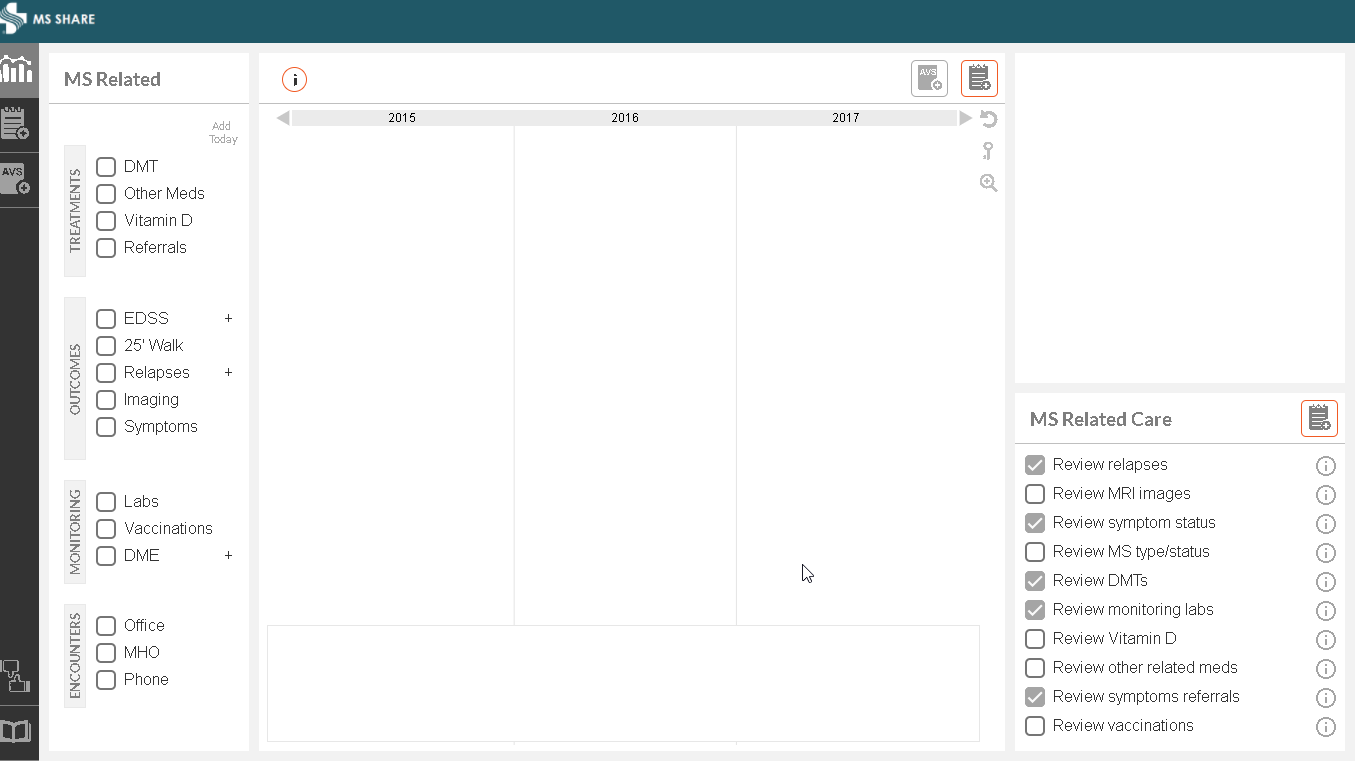 MS SHARE
AVS
MS Related
Add
Today
TREATMENTS
DMT
Other Meds
Vitamin D
Referrals
OUTCOMES
EDSS +
25' Walk
Relapses +
Imaging
Symptoms
MONITORING
Labs
Vaccinations
DME +
ENCOUNTERS
Office
MHO
Phone
i
AVS
2015 2016 2017
MS Related Care
Review relapses i
Review MRI images i
Review symptom status i
Review MS type/status i
Review DMTs i
Review monitoring labs i
Review Vitamin D i
Review other related meds i
Review symptoms referrals i
Review vaccinations i